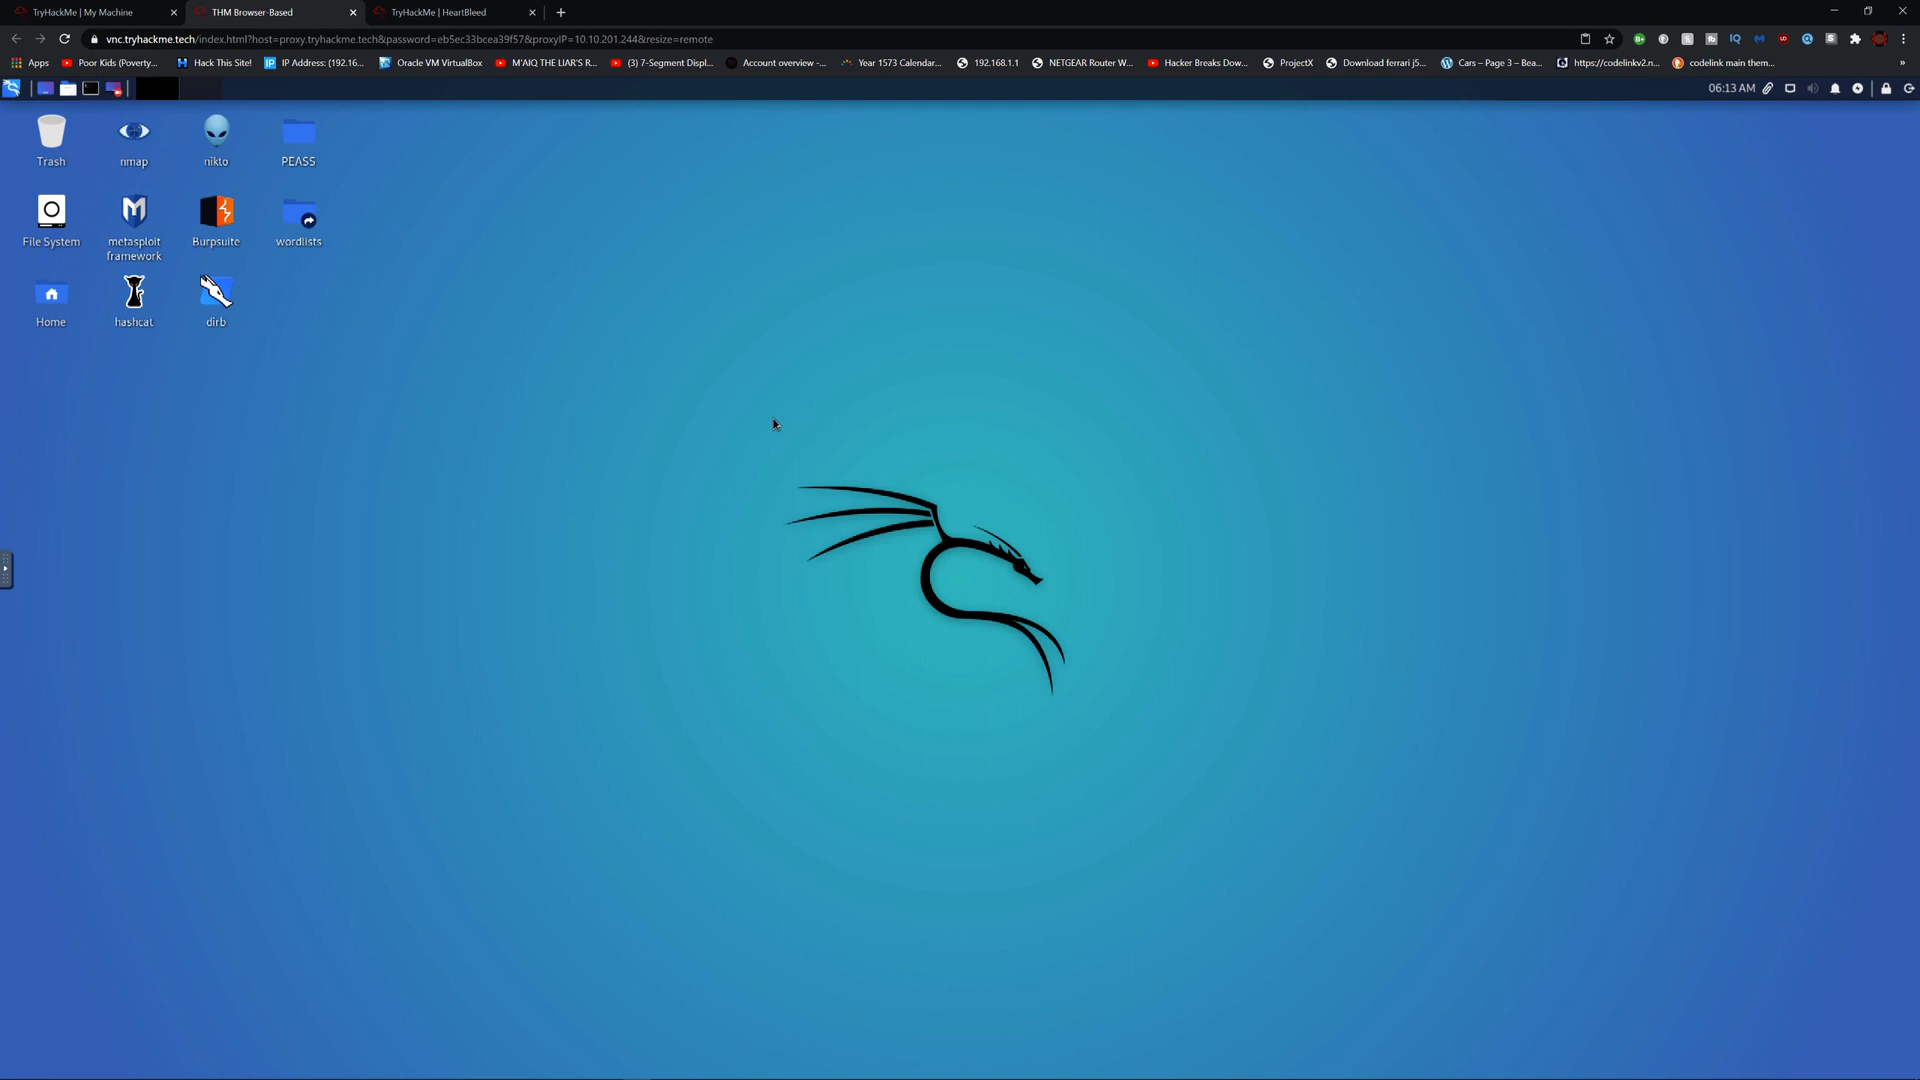 TryHackMe | My Machine
THM Browser-Based
TryHackMe | HeartBleed
vnc.tryhackme.tech/index.html?host=proxy.tryhackme.tech&password=eb5ec33bcea39f57&proxyIP=10.10.201.244&resize=remote
Apps
Poor Kids (Poverty...
Hack This Site!
IP Address: (192.16...
Oracle VM VirtualBox
M'AIQ THE LIAR'S R...
(3) 7-Segment Displ...
Account overview -...
Year 1573 Calendar...
192.168.1.1
NETGEAR Router W...
Hacker Breaks Dow...
ProjectX
Download ferrari j5...
Cars – Page 3 – Bea...
https://codelinkv2.n...
codelink main them...
06:13 AM
Trash
nmap
nikto
PEASS
File System
metasploit
framework
Burpsuite
wordlists
Home
hashcat
dirb